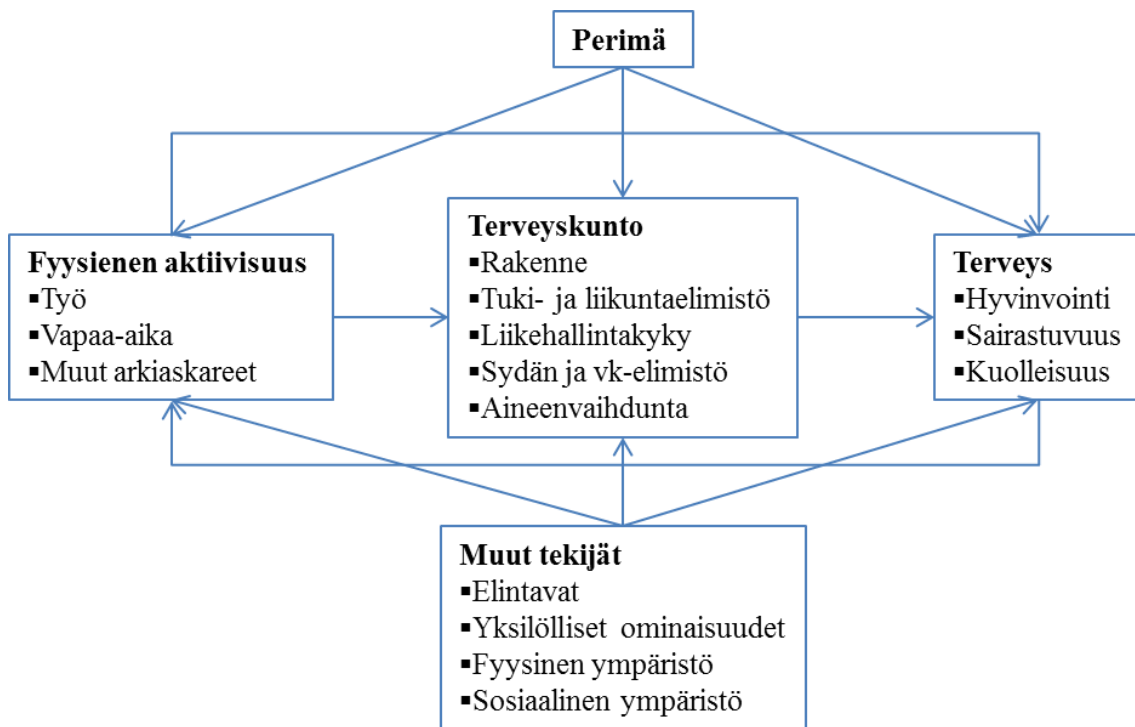 Perimä
Fyysienen aktiivisuus
▪Työ
▪Vapaa-aika
▪Muut arkiaskareet
Terveyskunto
▪Rakenne
▪Tuki- ja liikuntaelimistö
▪Liikehallintakyky
▪Sydän ja vk-elimistö
▪Aineenvaihdunta
Terveys
▪Hyvinvointi
▪Sairastuvuus
▪Kuolleisuus
Muut tekijät
▪Elintavat
▪Yksilölliset ominaisuudet
▪Fyysinen ympäristö
▪Sosiaalinen ympäristö